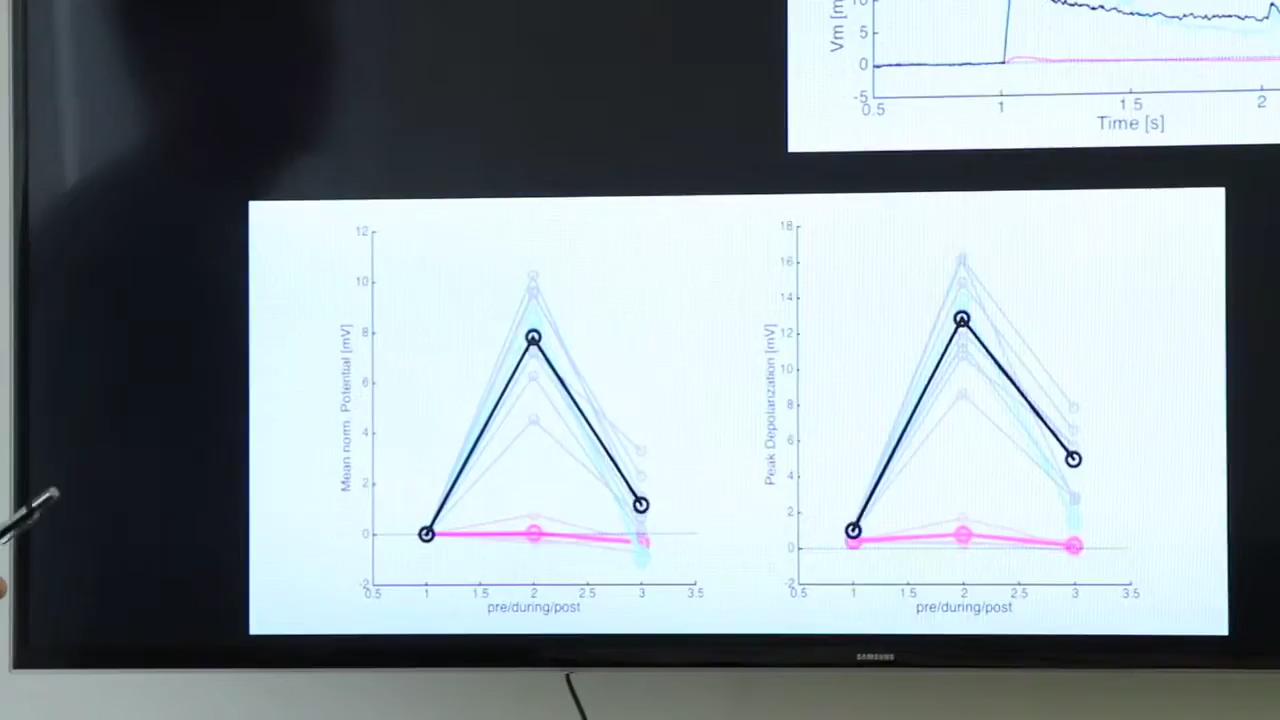 Vm [m
10
5
0
-5
0.5 1 1.5 2
Time [s]
Mean norm. Potential [mV]
12
10
8
6
4
2
0
-2
0.5 1 1.5 2 2.5 3 3.5
pre/during/post
Peak Depolarization [mV]
18
16
14
12
10
8
6
4
2
0
-2
0.5 1 1.5 2 2.5 3 3.5
pre/during/post
SAMSUNG